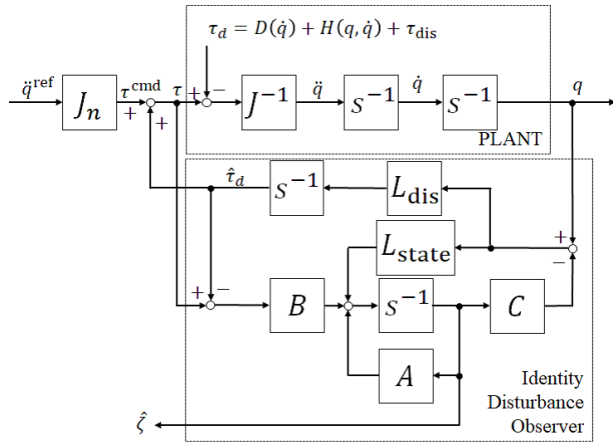 τ_d = D(q̇) + H(q, q̇) + τ_dis
q̈^ref
J_n
τ^cmd
+
+
τ
+
−
J^−1
q̈
s^−1
q̇
s^−1
q
PLANT
τ̂_d
s^−1
L_dis
L_state
+
−
+
−
B
s^−1
C
A
ζ̂
Identity
Disturbance
Observer